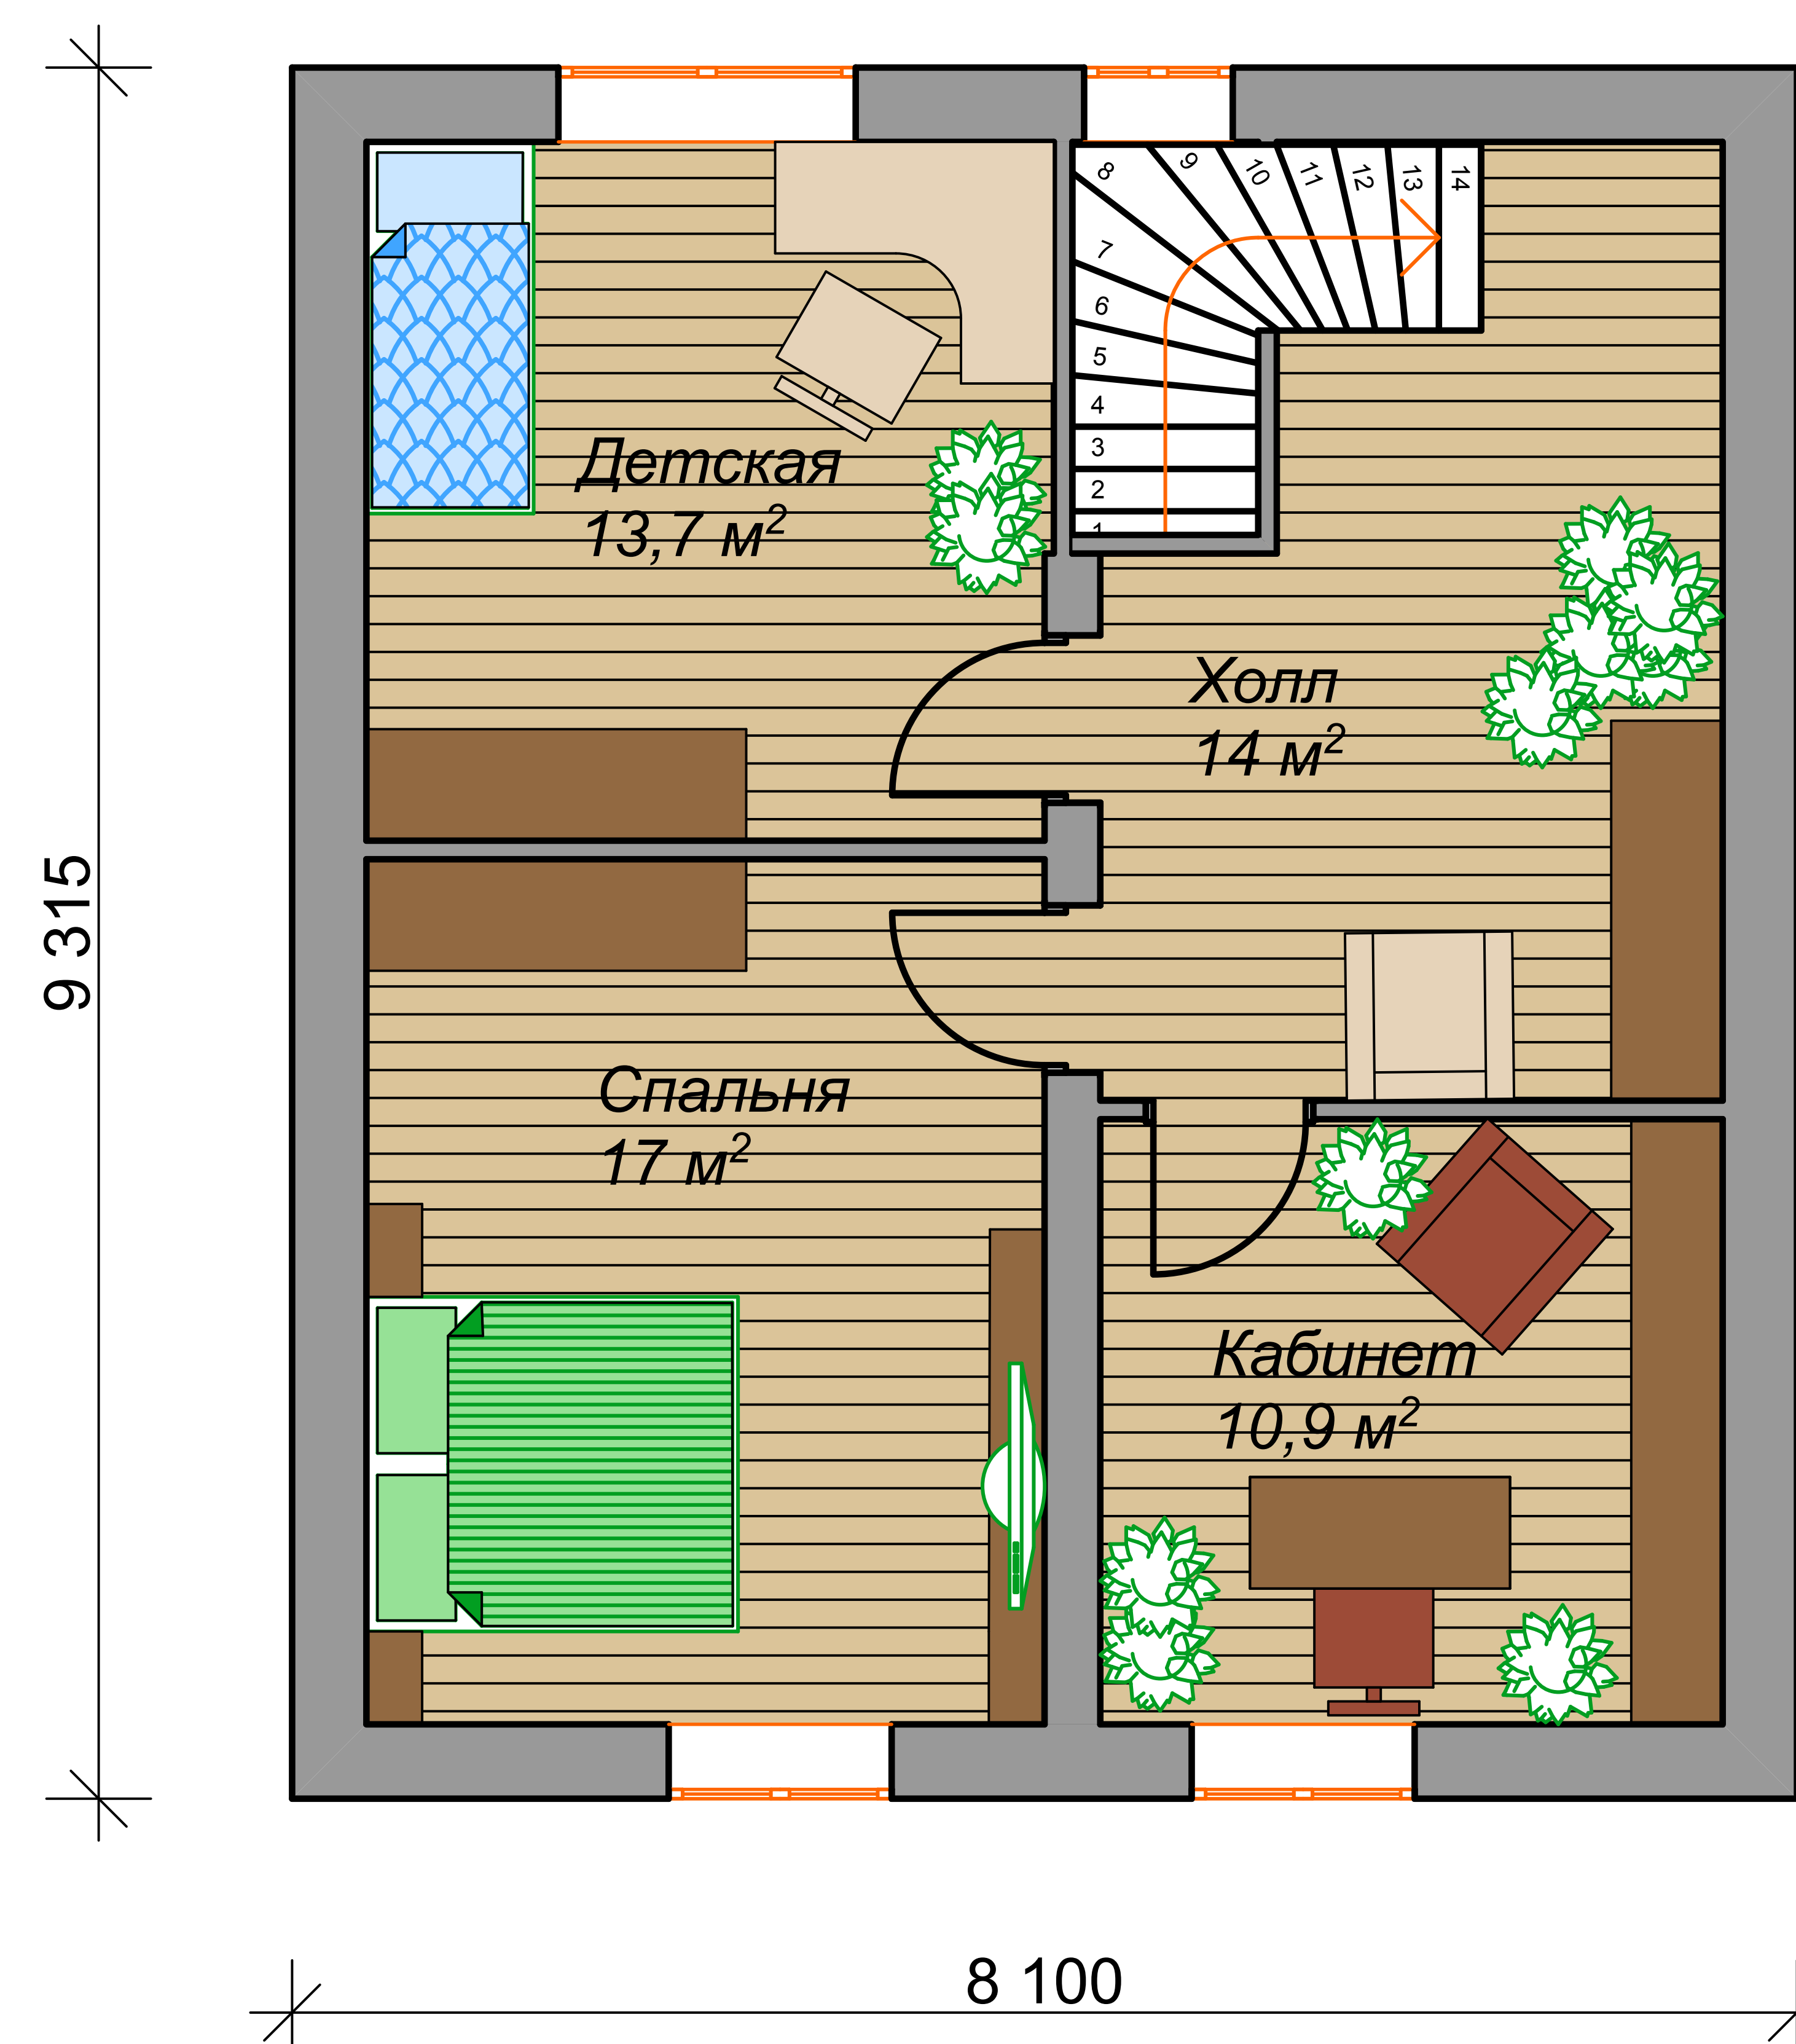 8 9 10 11 12 13 14
7
6
5
4
3
2
1
Детская
13,7 м²
Холл
14 м²
9 315
Спальня
17 м²
Кабинет
10,9 м²
8 100